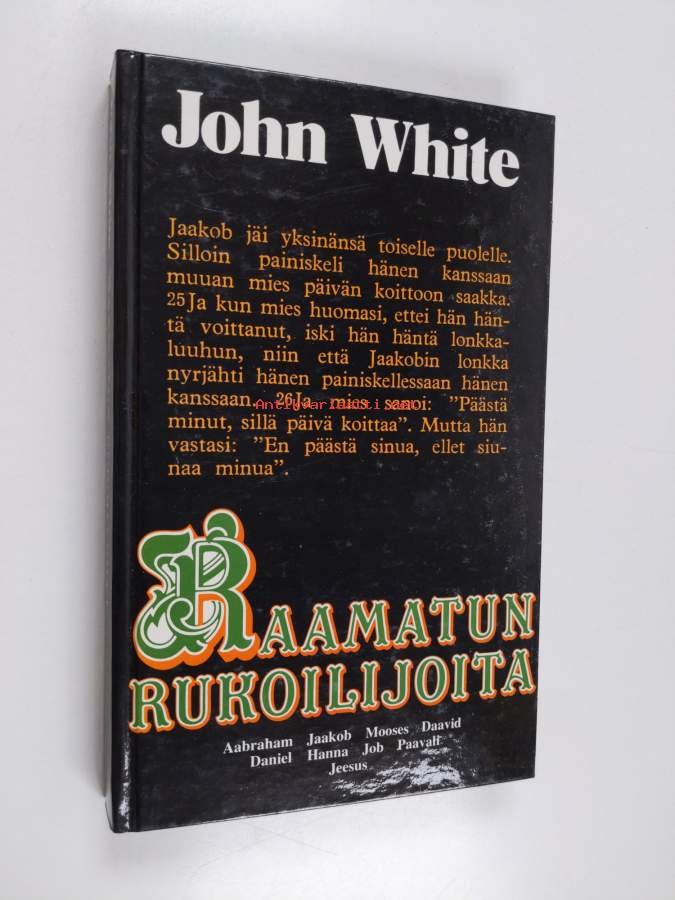 John White
Jaakob jäi yksinänsä toiselle puolelle.
Silloin painiskeli hänen kanssaan
muuan mies päivän koittoon saakka.
25Ja kun mies huomasi, ettei hän hän-
tä voittanut, iski hän häntä lonkka-
luuhun, niin että Jaakobin lonkka
nyrjähti hänen painiskellessaan hänen
kanssaan. 26Ja mies sanoi: ”Päästä
Antikvariaatti.net
minut, sillä päivä koittaa”. Mutta hän
vastasi: ”En päästä sinua, ellet siu-
naa minua”.
RAAMATUN
RUKOILIJOITA
Aabraham Jaakob Mooses Daavid
Daniel Hanna Job Paavali
Jeesus